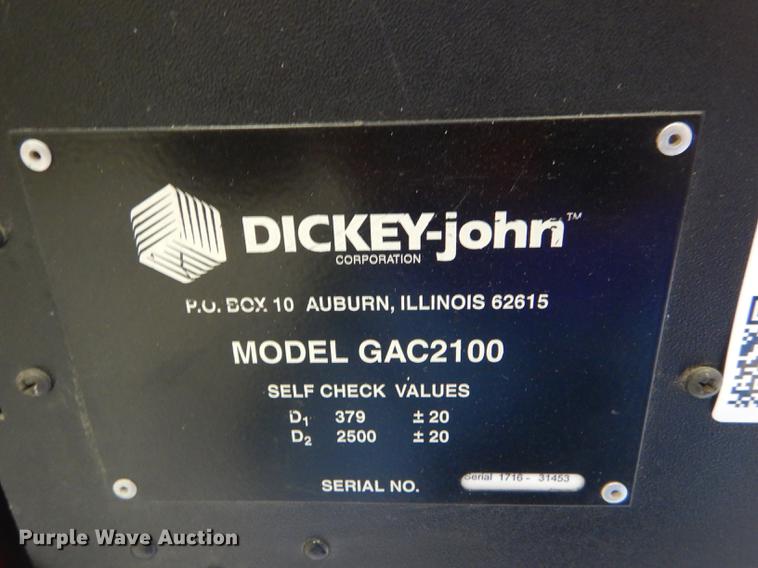 DICKEY-john™
CORPORATION
P.O. BOX 10 AUBURN, ILLINOIS 62615
MODEL GAC2100
SELF CHECK VALUES
D1 379 ± 20
D2 2500 ± 20
SERIAL NO. Serial 1716 - 31453
Purple Wave Auction